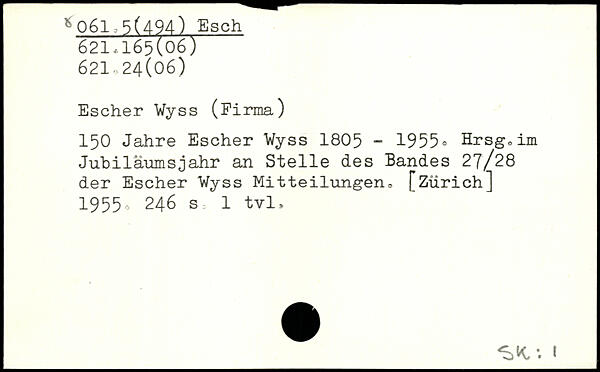 061.5(494) Esch
621.165(06)
621.24(06)
Escher Wyss (Firma)
150 Jahre Escher Wyss 1805 - 1955. Hrsg.im
Jubiläumsjahr an Stelle des Bandes 27/28
der Escher Wyss Mitteilungen. [Zürich]
1955. 246 s. 1 tvl.
SK: 1